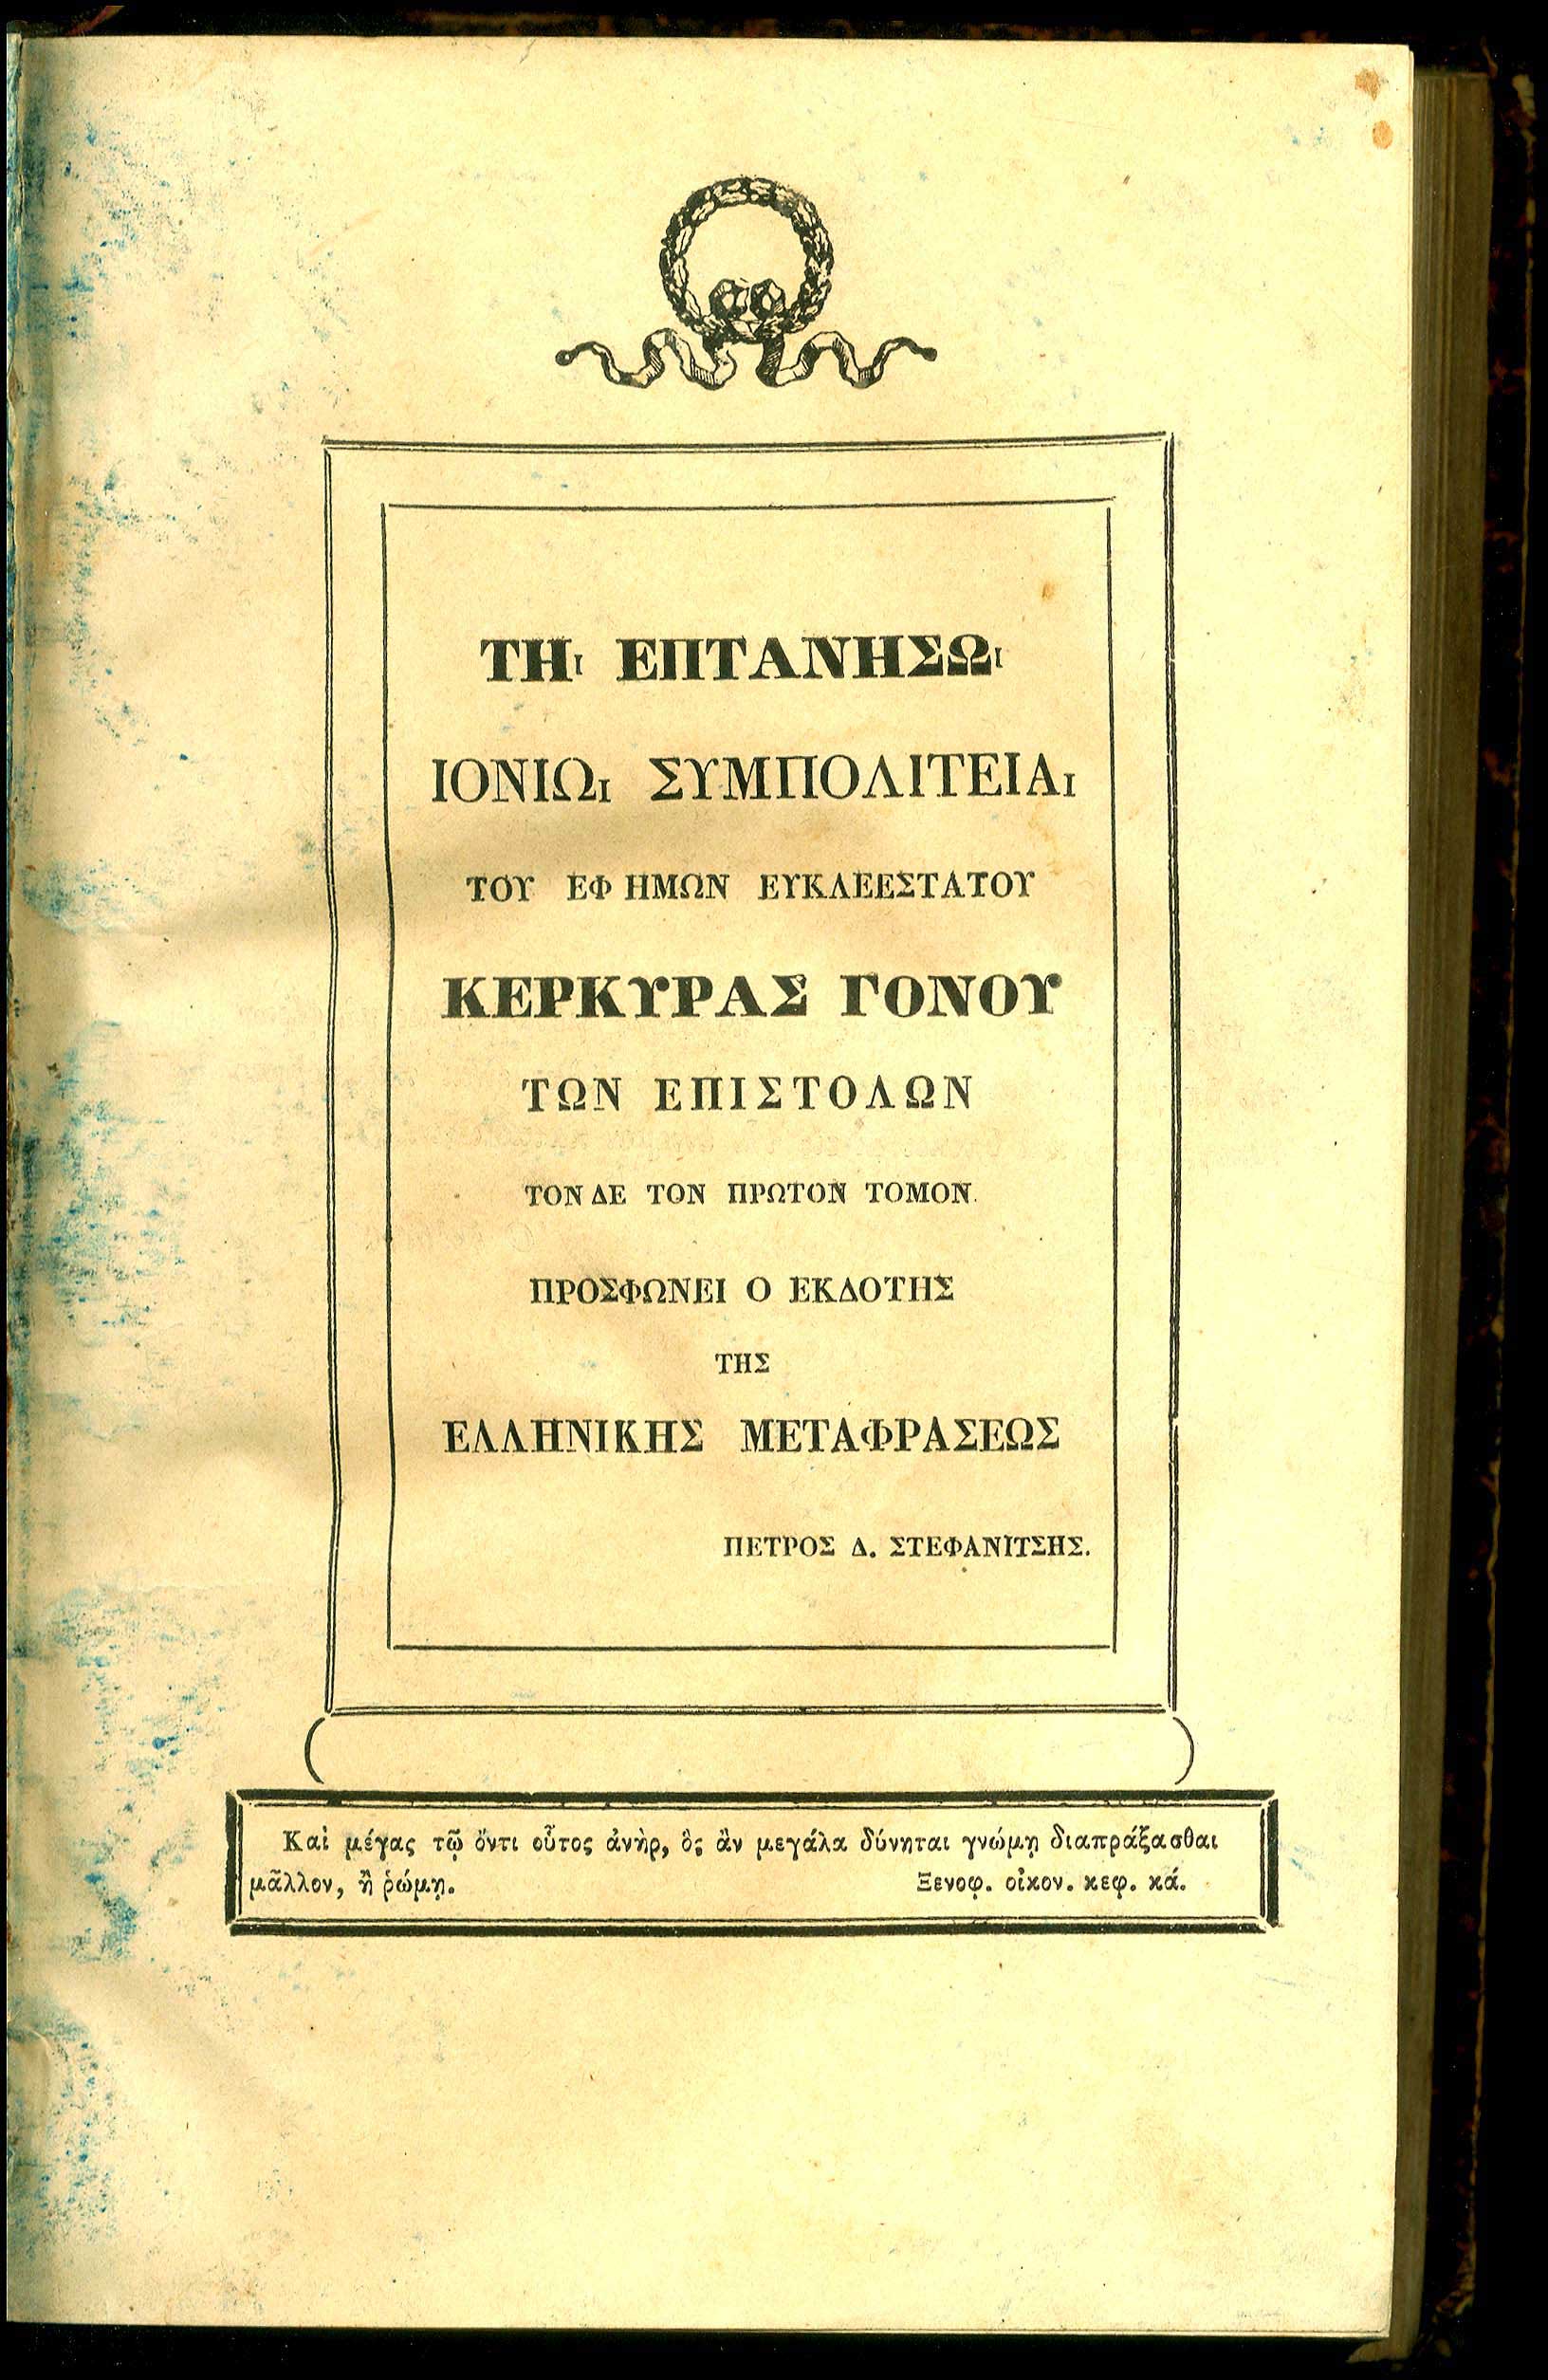 ΤΗι ΕΠΤΑΝΗΣΩι
ΙΟΝΙΩι ΣΥΜΠΟΛΙΤΕΙΑι
ΤΟΥ ΕΦ ΗΜΩΝ ΕΥΚΛΕΕΣΤΑΤΟΥ
ΚΕΡΚΥΡΑΣ ΓΟΝΟΥ
ΤΩΝ ΕΠΙΣΤΟΛΩΝ
ΤΟΝ ΔΕ ΤΟΝ ΠΡΩΤΟΝ ΤΟΜΟΝ.
ΠΡΟΣΦΩΝΕΙ Ο ΕΚΔΟΤΗΣ
ΤΗΣ
ΕΛΛΗΝΙΚΗΣ ΜΕΤΑΦΡΑΣΕΩΣ
ΠΕΤΡΟΣ Δ. ΣΤΕΦΑΝΙΤΣΗΣ.
Καὶ μέγας τῷ ὄντι οὗτος ἀνὴρ, ὃς ἂν μεγάλα δύνηται γνώμῃ διαπράξασθαι
μᾶλλον, ἢ ῥώμῃ. Ξενοφ. οἰκον. κεφ. κά.